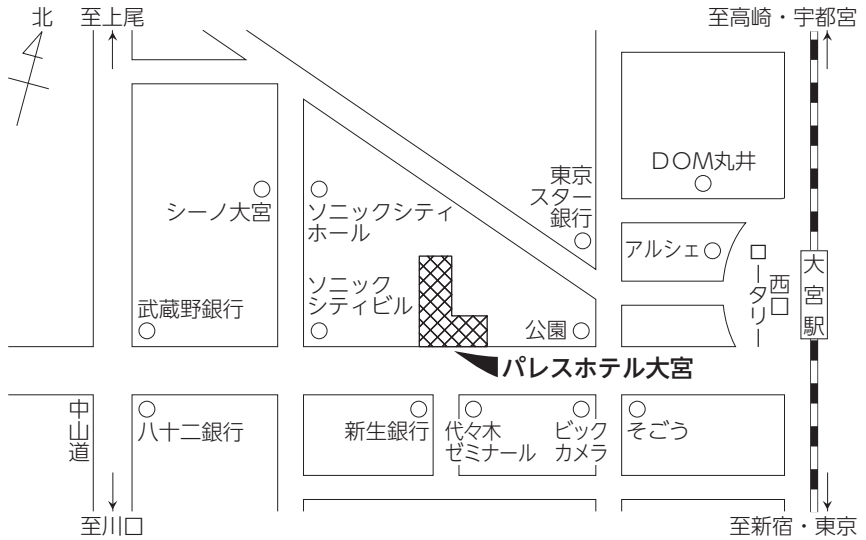 北
至上尾
至高崎・宇都宮
DOM丸井
東京
スター
銀行
シーノ大宮
ソニックシティ
ホール
アルシェ
西口
ロータリー
大宮駅
武蔵野銀行
ソニック
シティビル
公園
パレスホテル大宮
中山道
八十二銀行
新生銀行
代々木
ゼミナール
ビック
カメラ
そごう
至川口
至新宿・東京